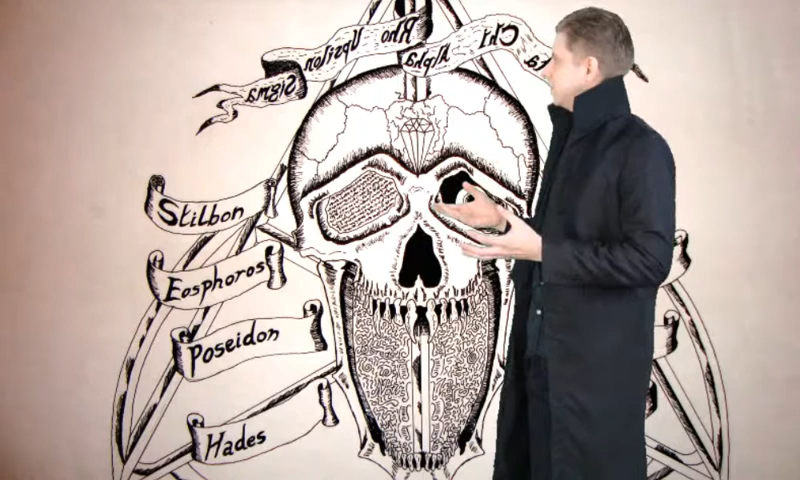 Rho Upsilon
Chi
Alpha
Sigma
Stilbon
Eosphoros
Poseidon
Hades